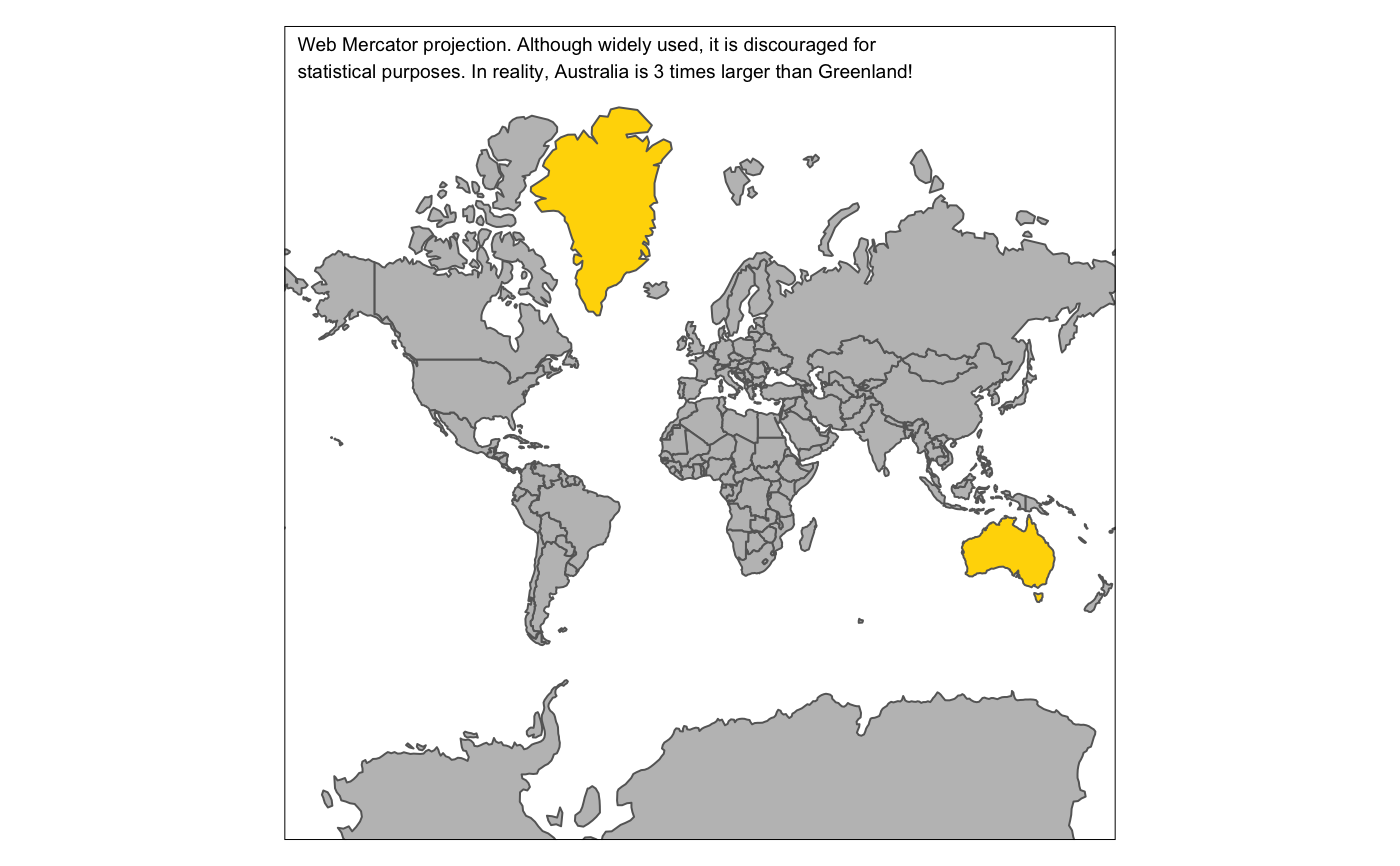 Web Mercator projection. Although widely used, it is discouraged for
statistical purposes. In reality, Australia is 3 times larger than Greenland!